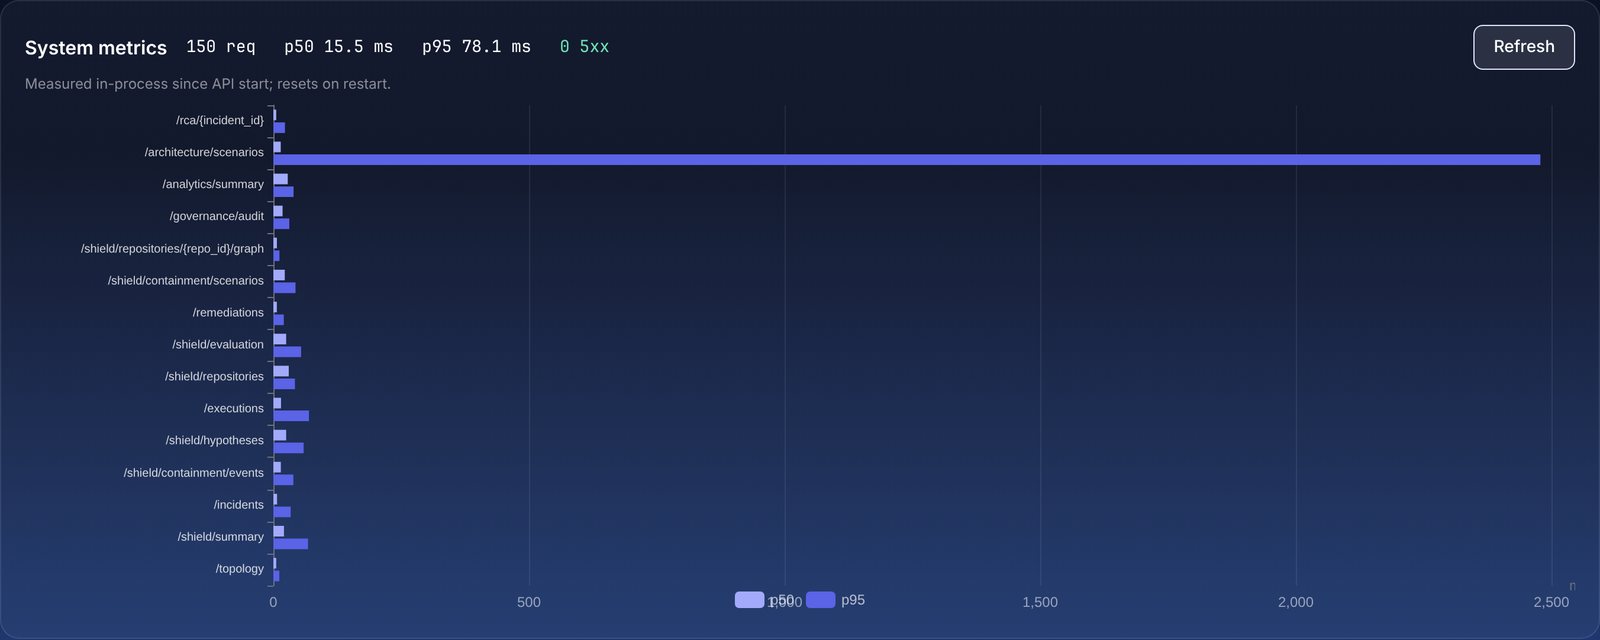 System metrics 150 req p50 15.5 ms p95 78.1 ms 0 5xx Refresh
Measured in-process since API start; resets on restart.
/rca/{incident_id}
/architecture/scenarios
/analytics/summary
/governance/audit
/shield/repositories/{repo_id}/graph
/shield/containment/scenarios
/remediations
/shield/evaluation
/shield/repositories
/executions
/shield/hypotheses
/shield/containment/events
/incidents
/shield/summary
/topology
0 500 1,000 1,500 2,000 2,500
p50 p95